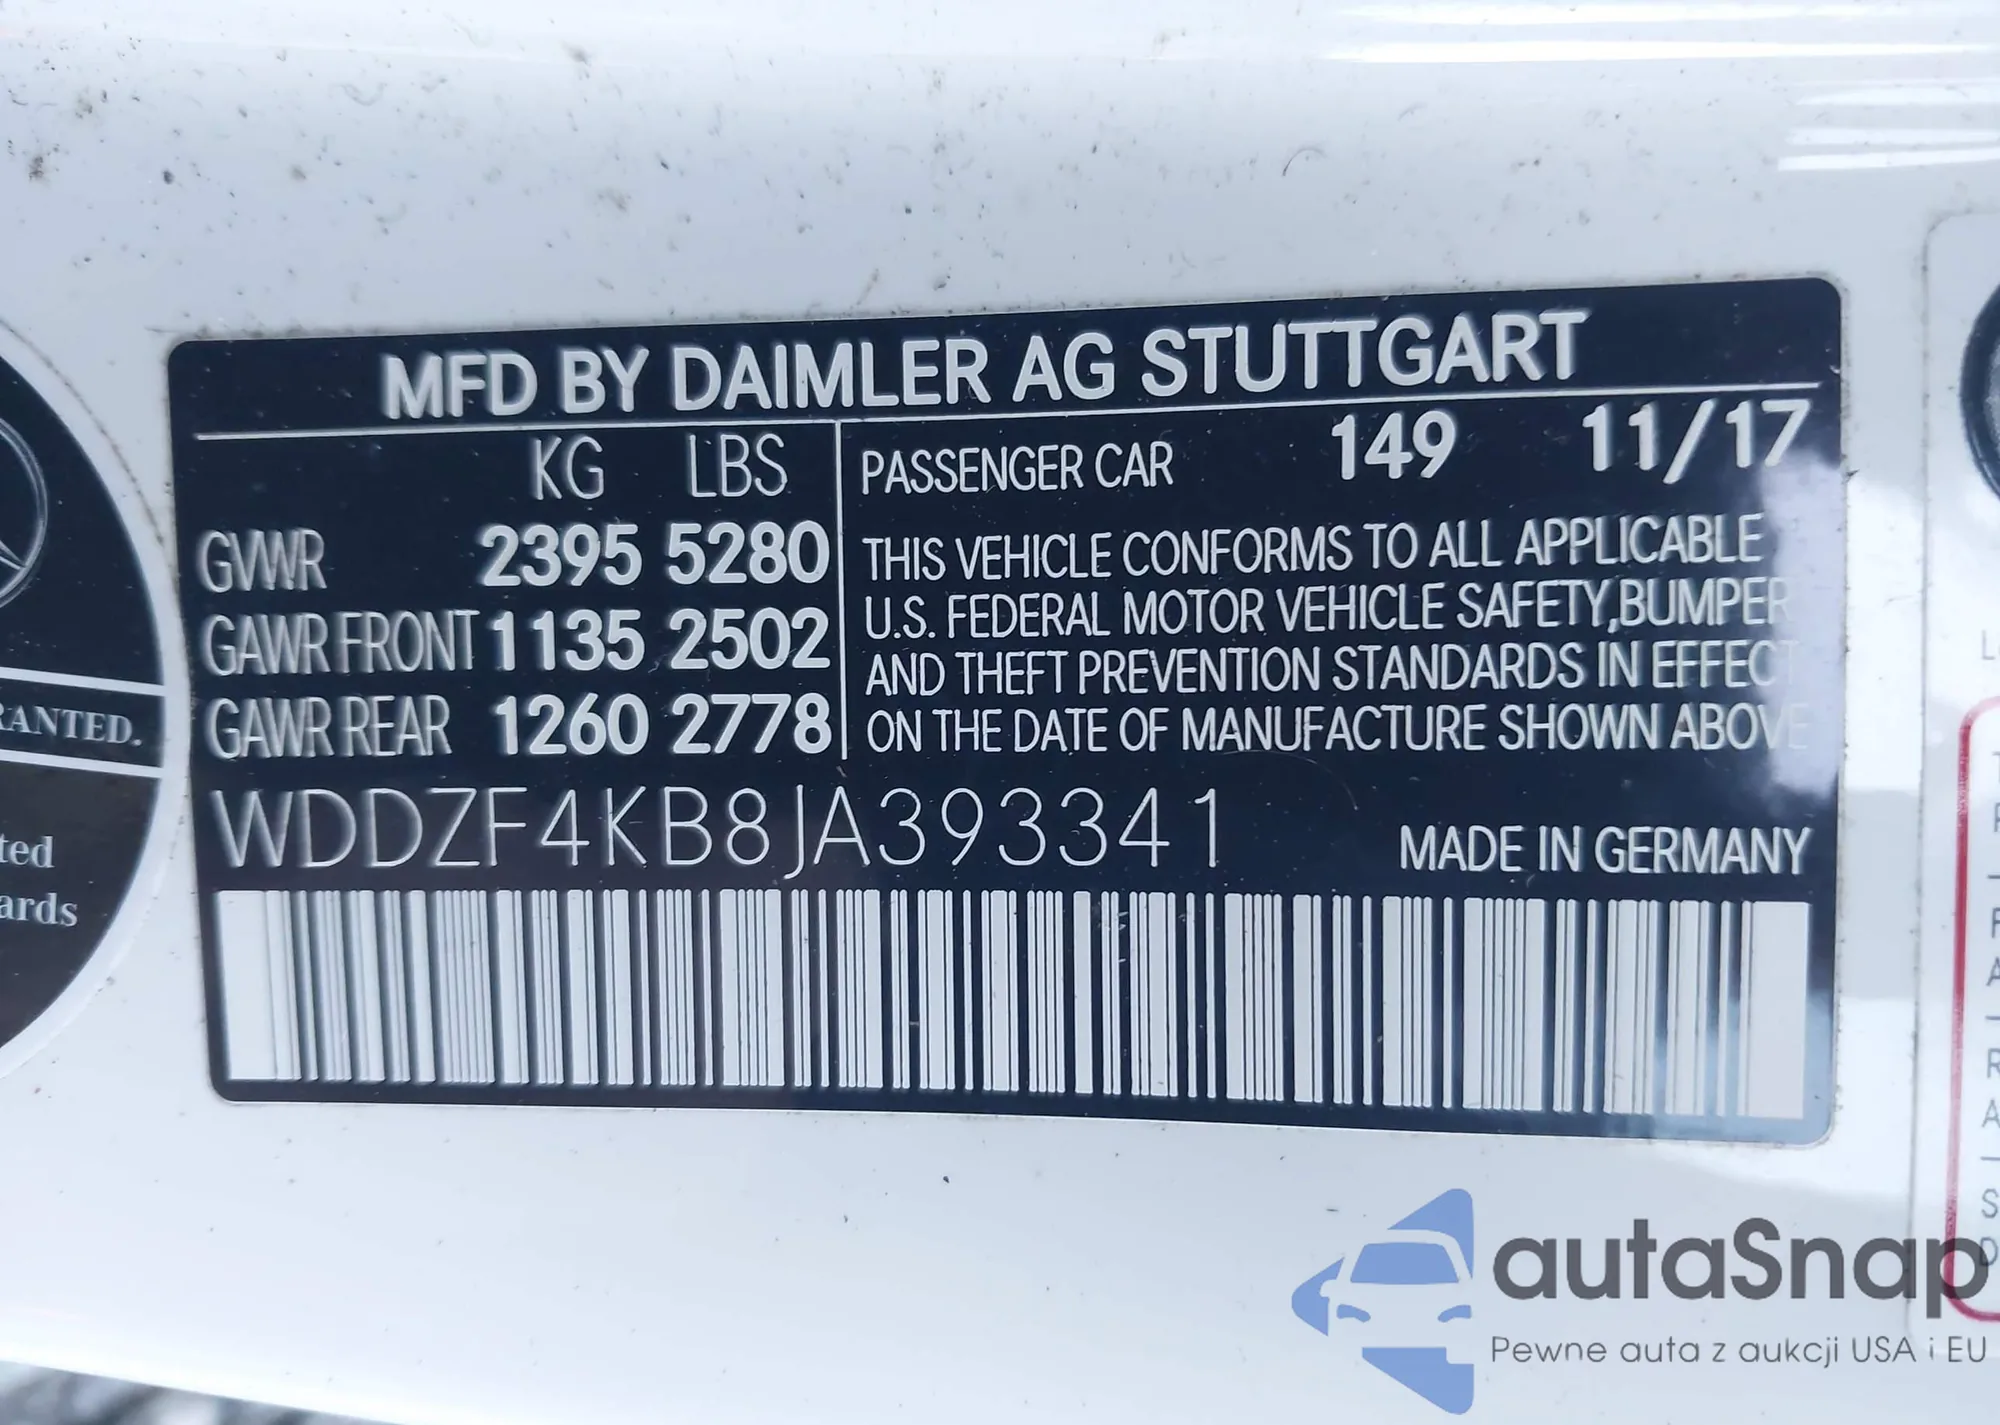 MFD BY DAIMLER AG STUTTGART
KG LBS
GVWR 2395 5280
GAWR FRONT 1135 2502
GAWR REAR 1260 2778
PASSENGER CAR 149 11/17
THIS VEHICLE CONFORMS TO ALL APPLICABLE
U.S. FEDERAL MOTOR VEHICLE SAFETY,BUMPER
AND THEFT PREVENTION STANDARDS IN EFFECT
ON THE DATE OF MANUFACTURE SHOWN ABOVE
WDDZF4KB8JA393341
MADE IN GERMANY
RANTED.
ted
ards
autaSnap
Pewne auta z aukcji USA i EU